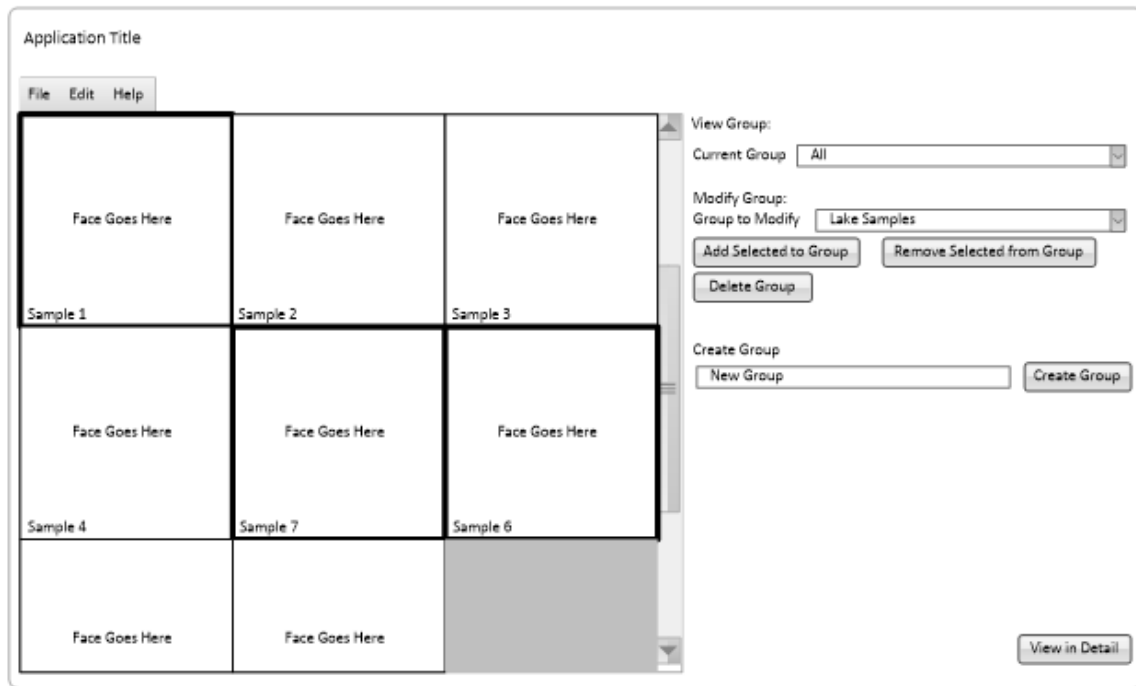 Application Title
File Edit Help
Face Goes Here Face Goes Here Face Goes Here
Sample 1 Sample 2 Sample 3
Face Goes Here Face Goes Here Face Goes Here
Sample 4 Sample 7 Sample 6
Face Goes Here Face Goes Here
View Group:
Current Group All
Modify Group:
Group to Modify Lake Samples
Add Selected to Group Remove Selected from Group
Delete Group
Create Group
New Group Create Group
View in Detail